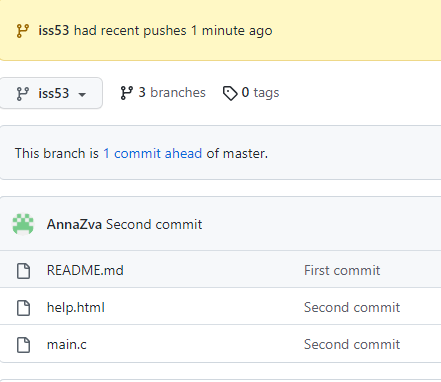 iss53 had recent pushes 1 minute ago
iss53 3 branches 0 tags
This branch is 1 commit ahead of master.
AnnaZva Second commit
README.md First commit
help.html Second commit
main.c Second commit